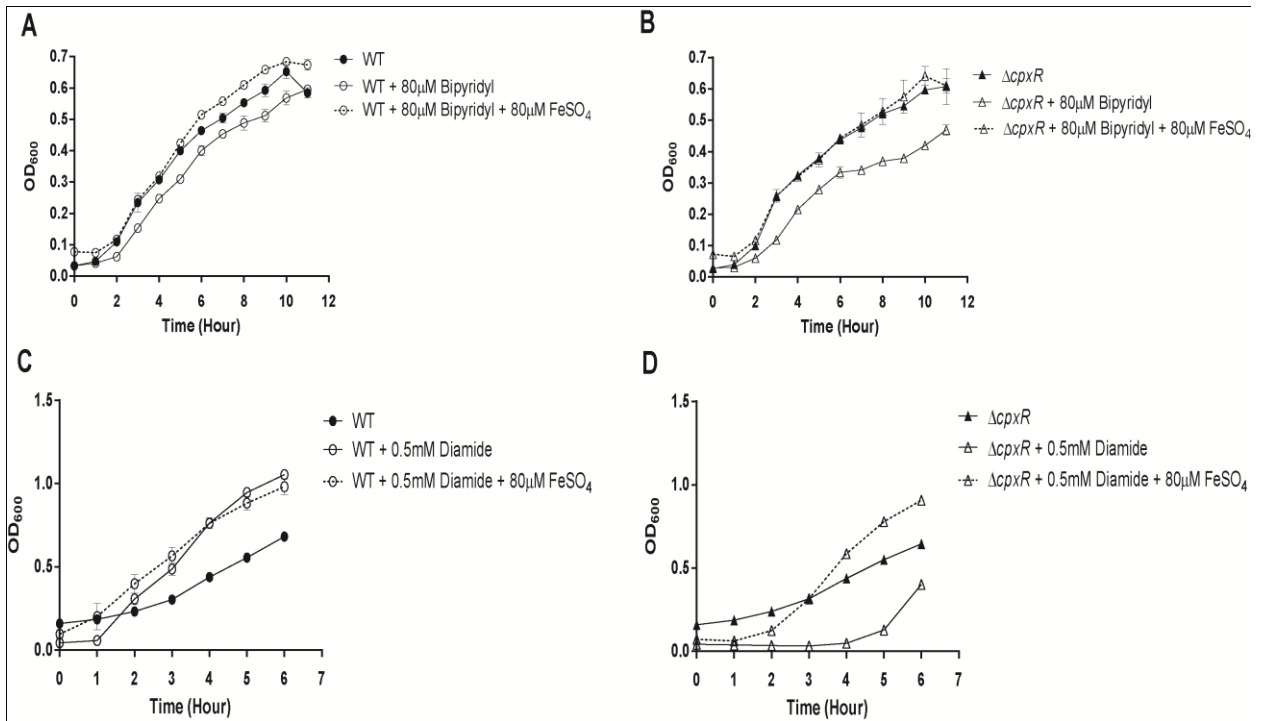 A
0.7
0.6
0.5
0.4
0.3
0.2
0.1
0.0
OD600
0 2 4 6 8 10 12
Time (Hour)
WT
WT + 80μM Bipyridyl
WT + 80μM Bipyridyl + 80μM FeSO4
B
0.7
0.6
0.5
0.4
0.3
0.2
0.1
0.0
OD600
0 2 4 6 8 10 12
Time (Hour)
ΔcpxR
ΔcpxR + 80μM Bipyridyl
ΔcpxR + 80μM Bipyridyl + 80μM FeSO4
C
1.5
1.0
0.5
0.0
OD600
0 1 2 3 4 5 6 7
Time (Hour)
WT
WT + 0.5mM Diamide
WT + 0.5mM Diamide + 80μM FeSO4
D
1.5
1.0
0.5
0.0
OD600
0 1 2 3 4 5 6 7
Time (Hour)
ΔcpxR
ΔcpxR + 0.5mM Diamide
ΔcpxR + 0.5mM Diamide + 80μM FeSO4